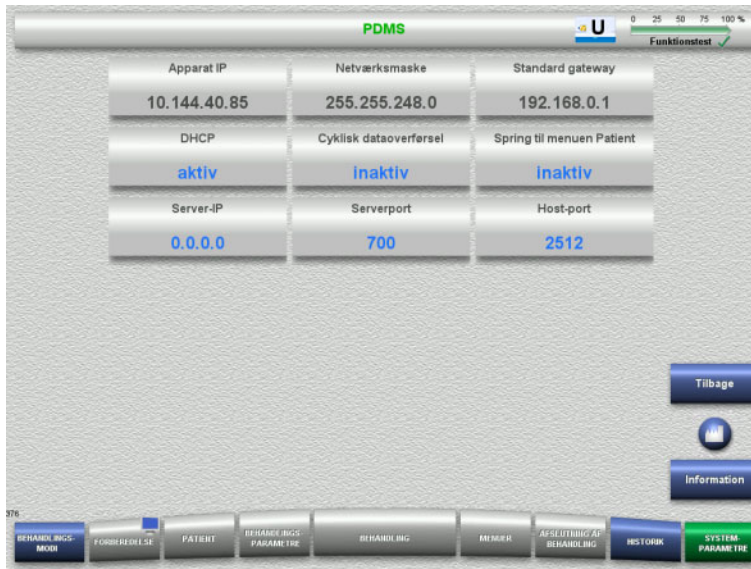 PDMS
U
0 25 50 75 100 %
Funktionstest
Apparat IP
10.144.40.85
Netværksmaske
255.255.248.0
Standard gateway
192.168.0.1
DHCP
aktiv
Cyklisk dataoverførsel
inaktiv
Spring til menuen Patient
inaktiv
Server-IP
0.0.0.0
Serverport
700
Host-port
2512
Tilbage
Information
376
BEHANDLINGS-
MODI
FORBEREDELSE
PATIENT
BEHANDLINGS-
PARAMETRE
BEHANDLING
MENUER
AFSLUTNING AF
BEHANDLING
HISTORIK
SYSTEM-
PARAMETRE